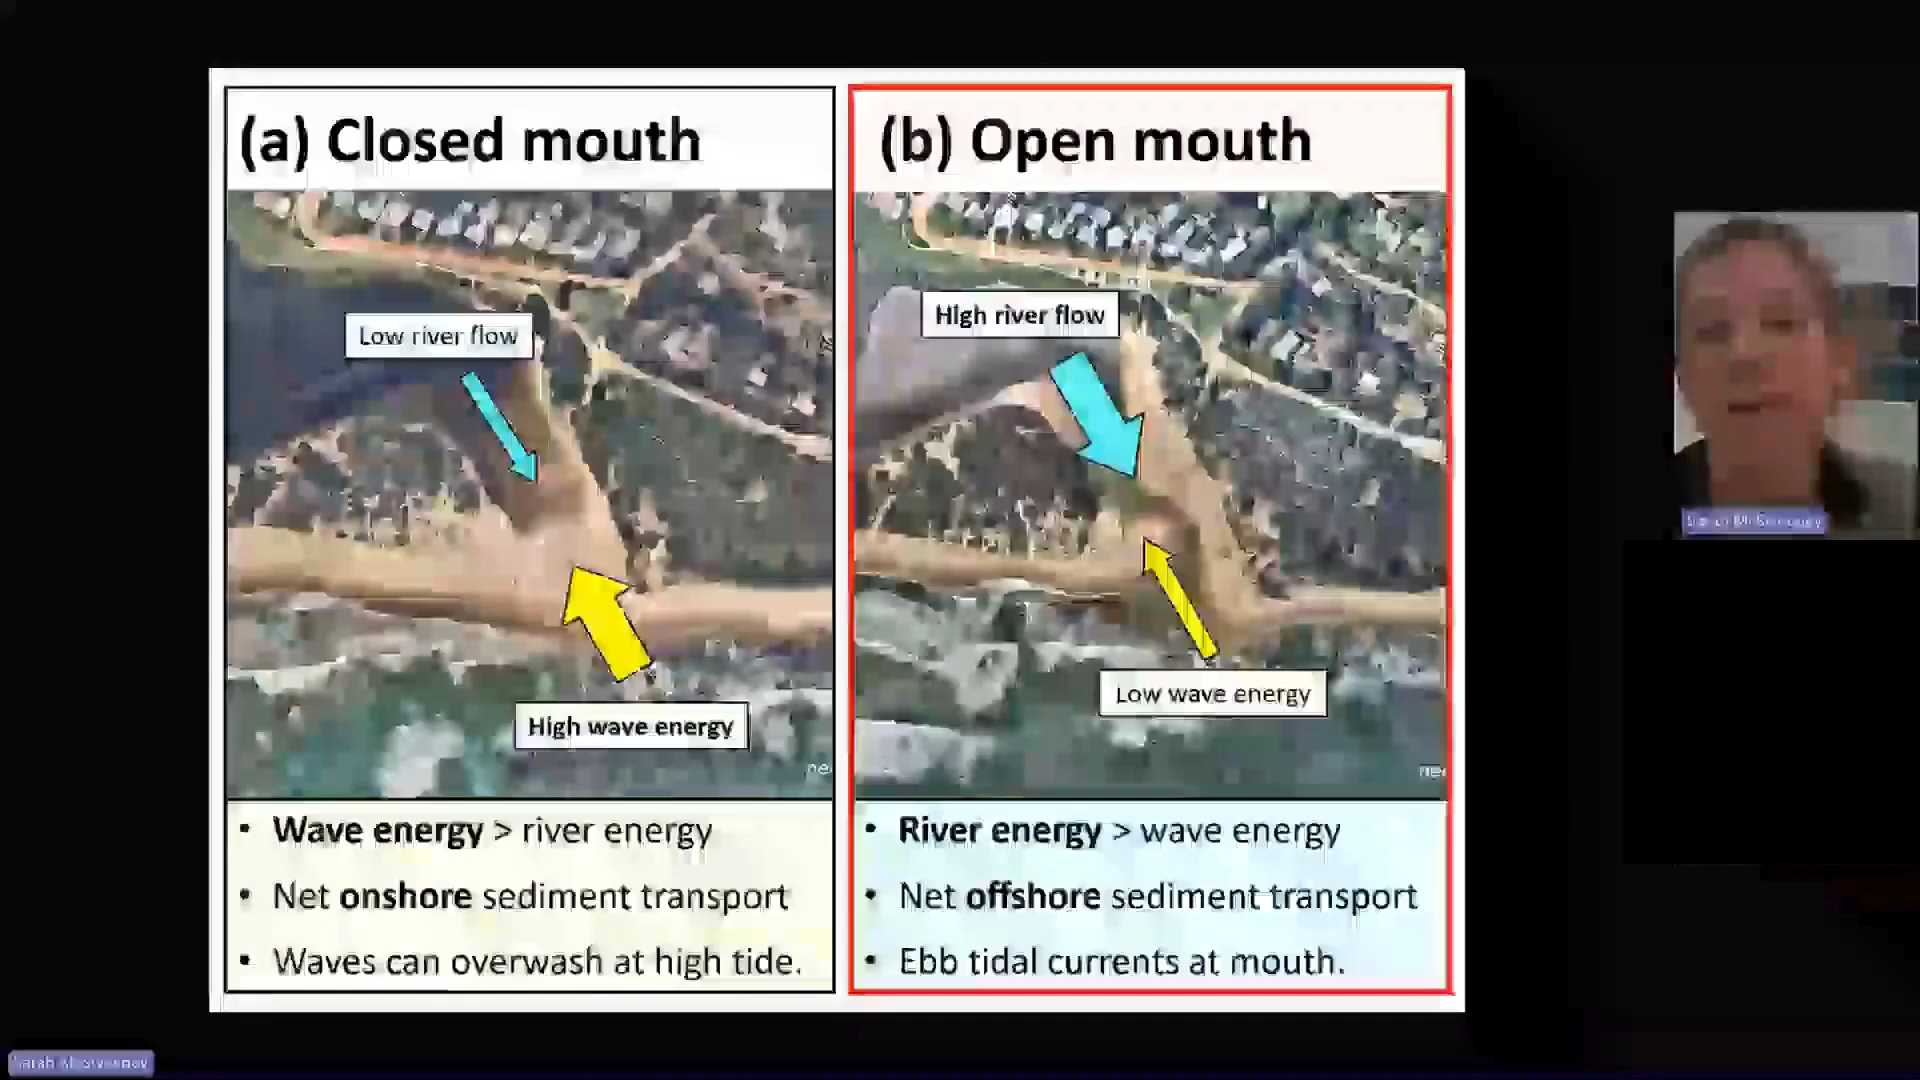 (a) Closed mouth
Low river flow
High wave energy
• Wave energy > river energy
• Net onshore sediment transport
• Waves can overwash at high tide.
(b) Open mouth
High river flow
Low wave energy
• River energy > wave energy
• Net offshore sediment transport
• Ebb tidal currents at mouth.